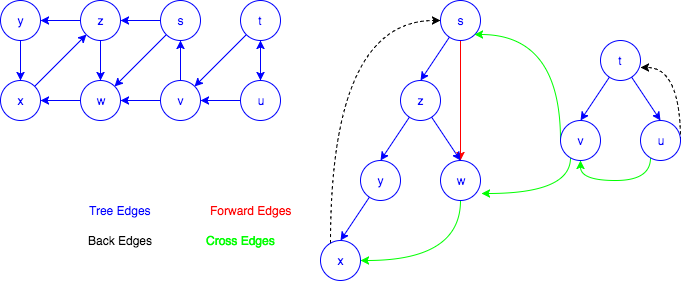 y z s t
x w v u
s
t
z
v u
y w
x
Tree Edges Forward Edges
Back Edges Cross Edges